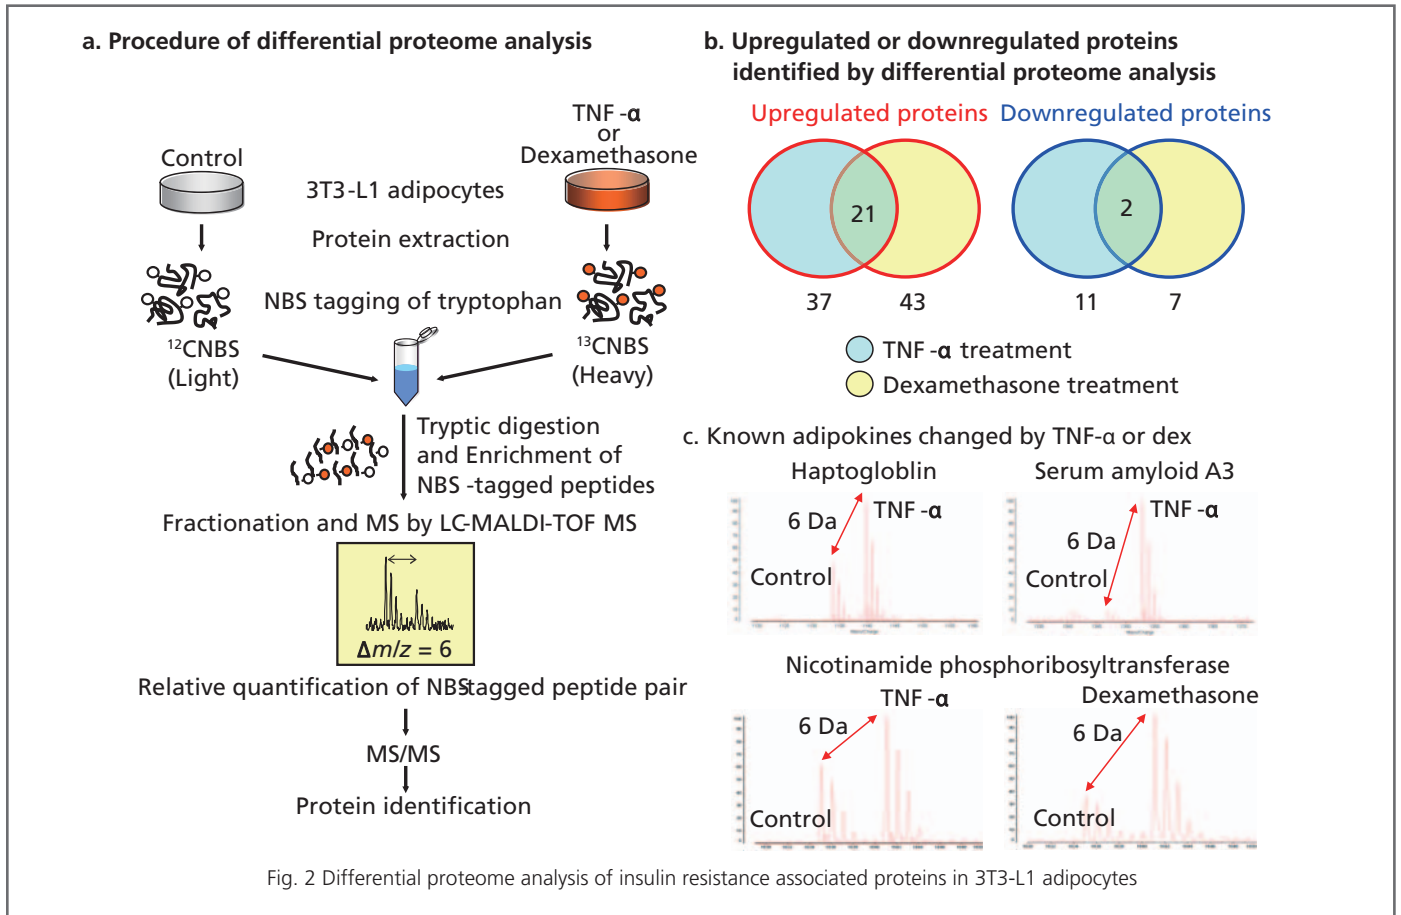 a. Procedure of differential proteome analysis
TNF -α
or
Dexamethasone
Control
3T3-L1 adipocytes
Protein extraction
NBS tagging of tryptophan
¹²CNBS
(Light)
¹³CNBS
(Heavy)
Tryptic digestion
and Enrichment of
NBS -tagged peptides
Fractionation and MS by LC-MALDI-TOF MS
Δm/z = 6
Relative quantification of NBS-tagged peptide pair
MS/MS
Protein identification
b. Upregulated or downregulated proteins
identified by differential proteome analysis
Upregulated proteins
Downregulated proteins
21
2
37
43
11
7
TNF -α treatment
Dexamethasone treatment
c. Known adipokines changed by TNF-α or dex
Haptogloblin
6 Da
TNF -α
Control
Serum amyloid A3
TNF -α
6 Da
Control
Nicotinamide phosphoribosyltransferase
TNF -α
6 Da
Control
Dexamethasone
6 Da
Control
Fig. 2 Differential proteome analysis of insulin resistance associated proteins in 3T3-L1 adipocytes